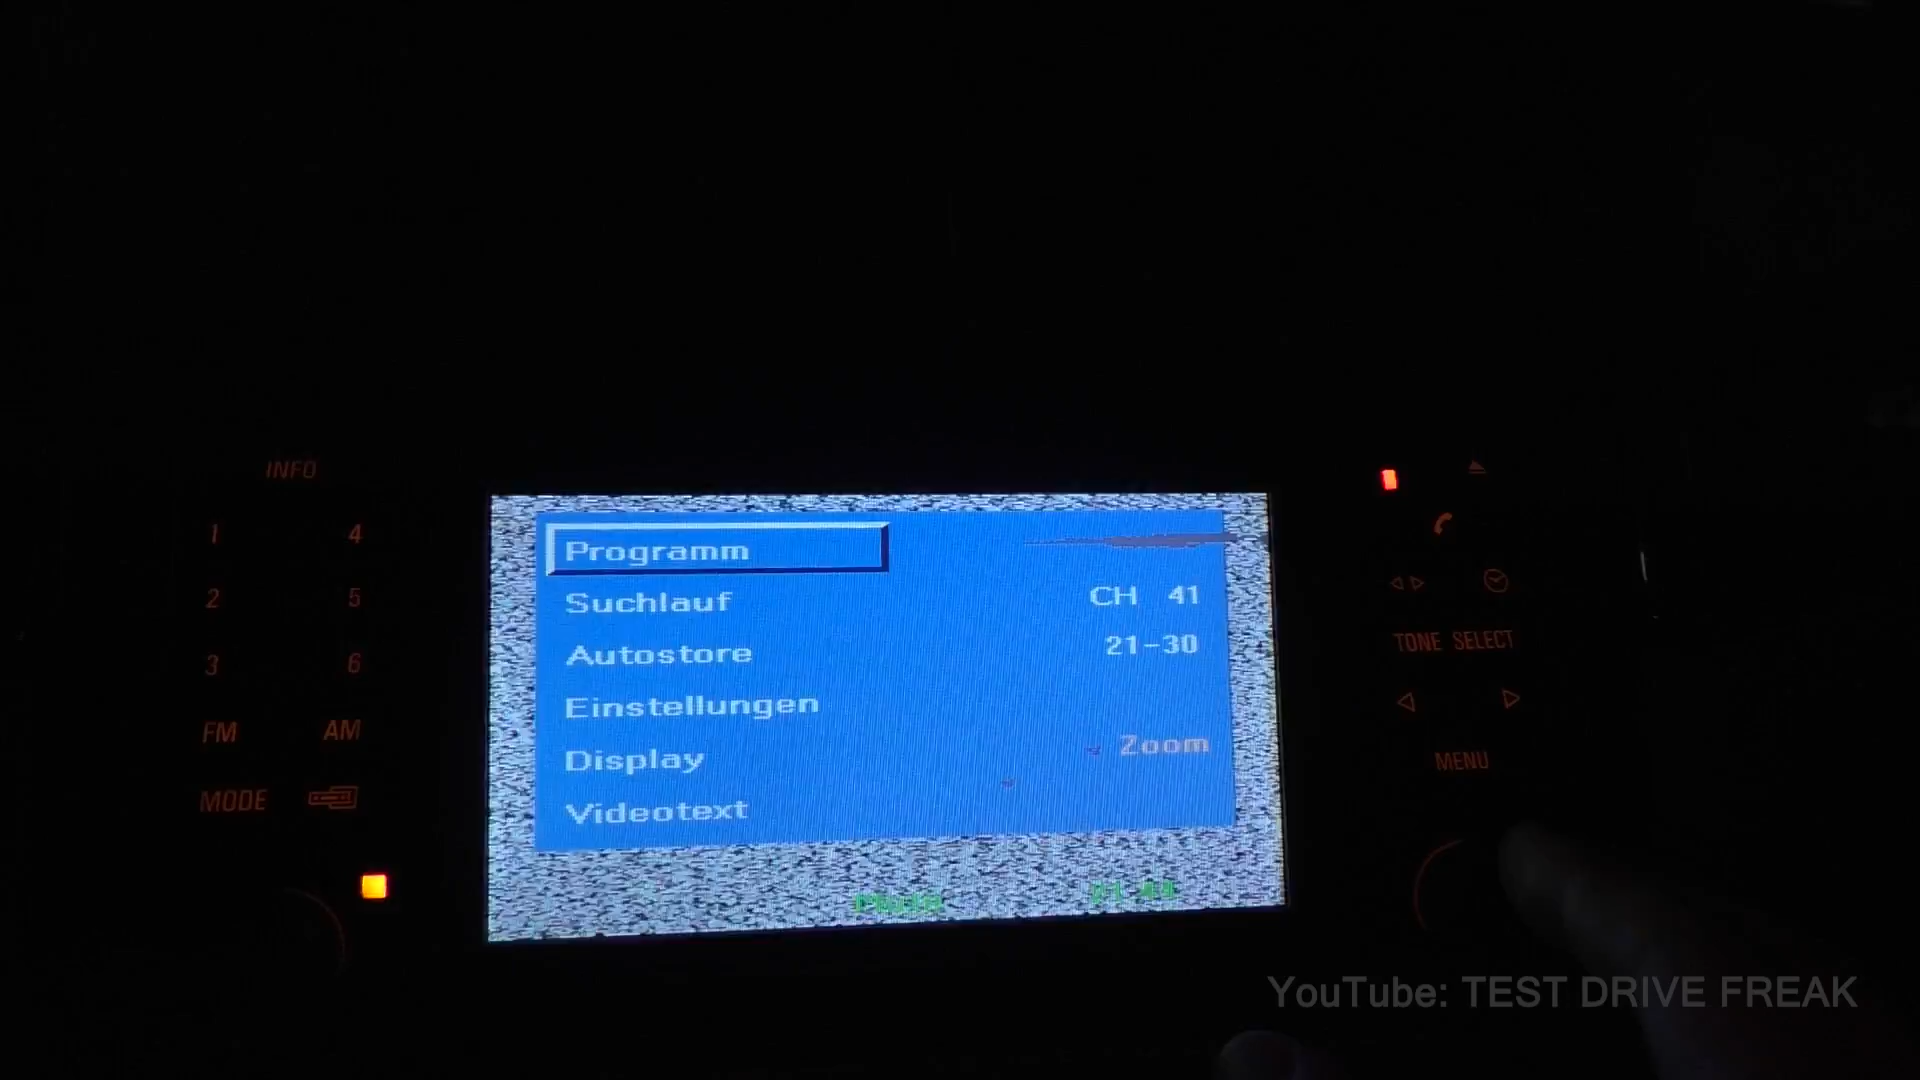 INFO
1 4
2 5
3 6
FM AM
MODE
Programm
Suchlauf CH 41
Autostore 21-30
Einstellungen
Display Zoom
Videotext
TONE SELECT
MENU
YouTube: TEST DRIVE FREAK